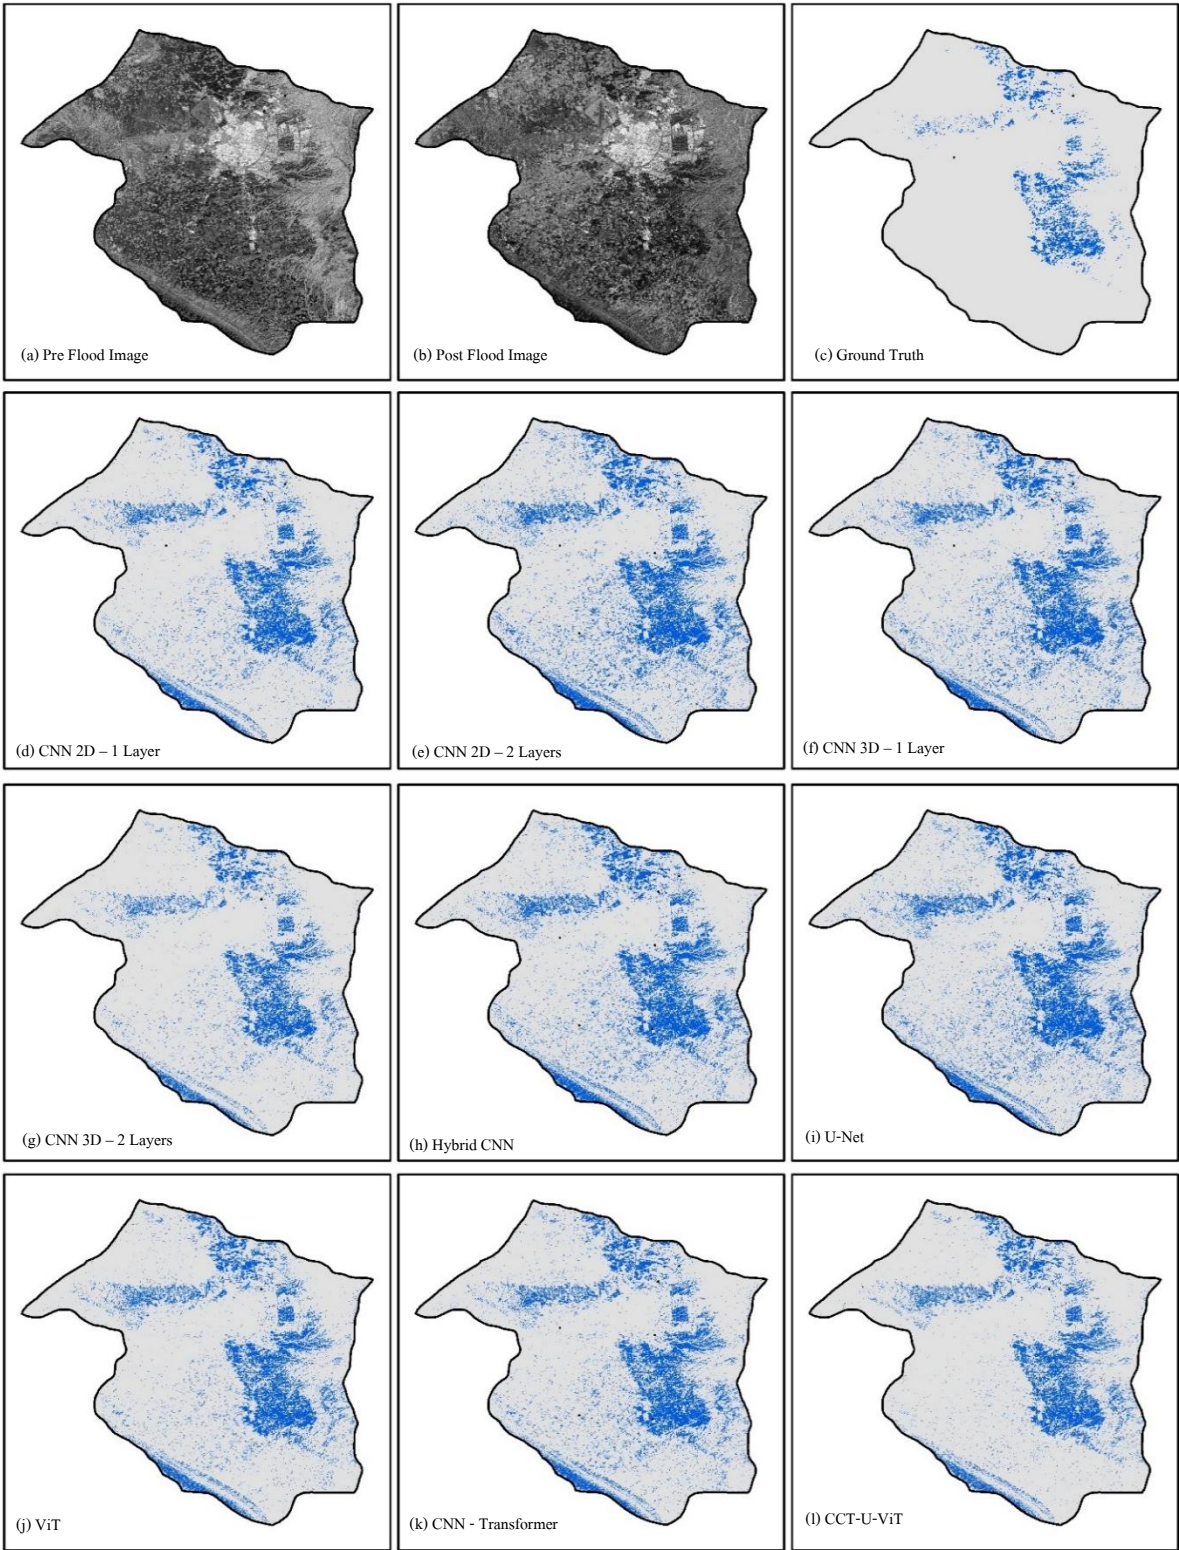 (a) Pre Flood Image
(b) Post Flood Image
(c) Ground Truth
(d) CNN 2D – 1 Layer
(e) CNN 2D – 2 Layers
(f) CNN 3D – 1 Layer
(g) CNN 3D – 2 Layers
(h) Hybrid CNN
(i) U-Net
(j) ViT
(k) CNN - Transformer
(l) CCT-U-ViT